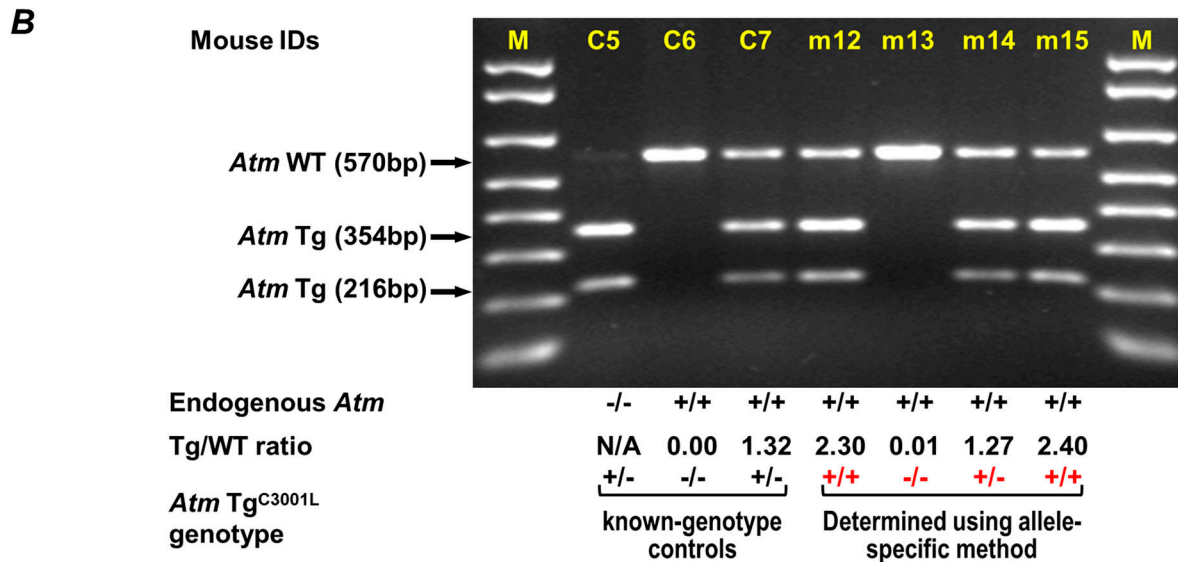 B
Mouse IDs M C5 C6 C7 m12 m13 m14 m15 M
Atm WT (570bp)
Atm Tg (354bp)
Atm Tg (216bp)
Endogenous Atm -/- +/+ +/+ +/+ +/+ +/+ +/+
Tg/WT ratio N/A 0.00 1.32 2.30 0.01 1.27 2.40
Atm Tg^C3001L genotype +/- -/- +/- +/+ -/- +/- +/+
known-genotype
controls
Determined using allele-
specific method